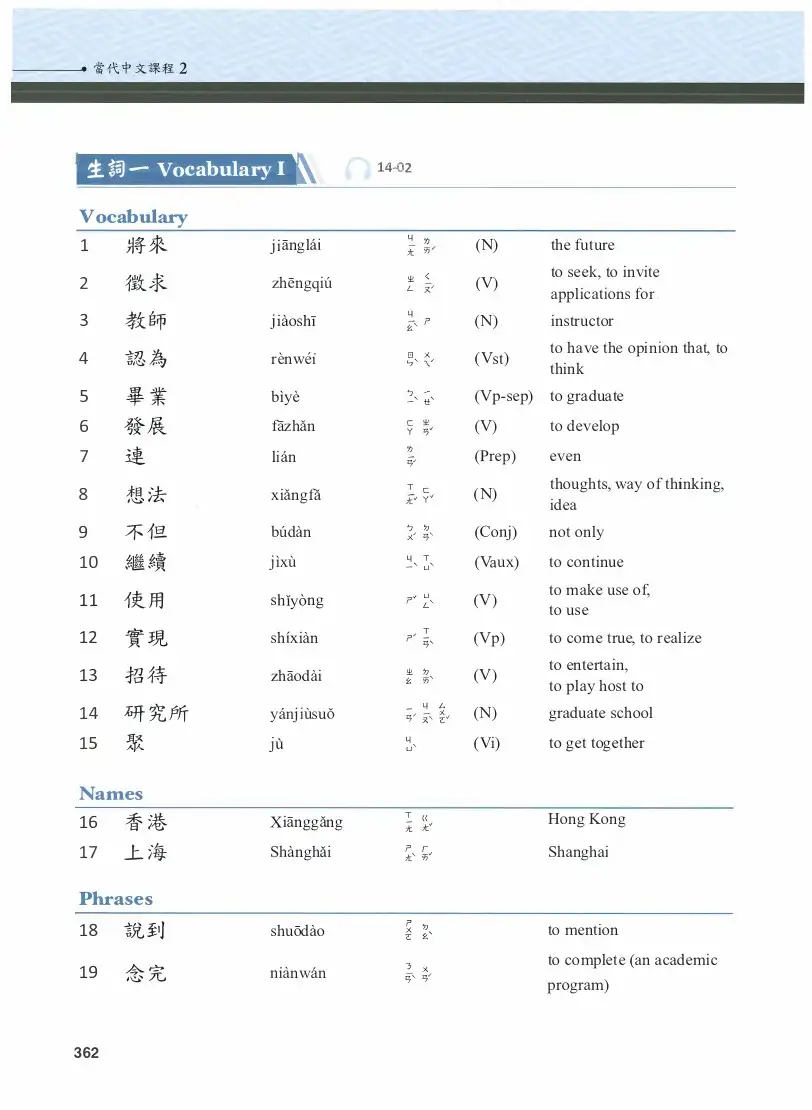 當代中文課程 2
生詞一 Vocabulary I 14-02
Vocabulary
1 將來 jiānglái ㄐㄧㄤ ㄌㄞˊ (N) the future
2 徵求 zhēngqiú ㄓㄥ ㄑㄧㄡˊ (V) to seek, to invite
applications for
3 教師 jiàoshī ㄐㄧㄠˋ ㄕ (N) instructor
4 認為 rènwéi ㄖㄣˋ ㄨㄟˊ (Vst) to have the opinion that, to
think
5 畢業 bìyè ㄅㄧˋ ㄧㄝˋ (Vp-sep) to graduate
6 發展 fāzhǎn ㄈㄚ ㄓㄢˇ (V) to develop
7 連 lián ㄌㄧㄢˊ (Prep) even
8 想法 xiǎngfǎ ㄒㄧㄤˇ ㄈㄚˇ (N) thoughts, way of thinking,
idea
9 不但 búdàn ㄅㄨˊ ㄉㄢˋ (Conj) not only
10 繼續 jìxù ㄐㄧˋ ㄒㄩˋ (Vaux) to continue
11 使用 shǐyòng ㄕˇ ㄩㄥˋ (V) to make use of,
to use
12 實現 shíxiàn ㄕˊ ㄒㄧㄢˋ (Vp) to come true, to realize
13 招待 zhāodài ㄓㄠ ㄉㄞˋ (V) to entertain,
to play host to
14 研究所 yánjiùsuǒ ㄧㄢˊ ㄐㄧㄡˋ ㄙㄨㄛˇ (N) graduate school
15 聚 jù ㄐㄩˋ (Vi) to get together
Names
16 香港 Xiānggǎng ㄒㄧㄤ ㄍㄤˇ Hong Kong
17 上海 Shànghǎi ㄕㄤˋ ㄏㄞˇ Shanghai
Phrases
18 說到 shuōdào ㄕㄨㄛ ㄉㄠˋ to mention
19 念完 niànwán ㄋㄧㄢˋ ㄨㄢˊ to complete (an academic
program)
362